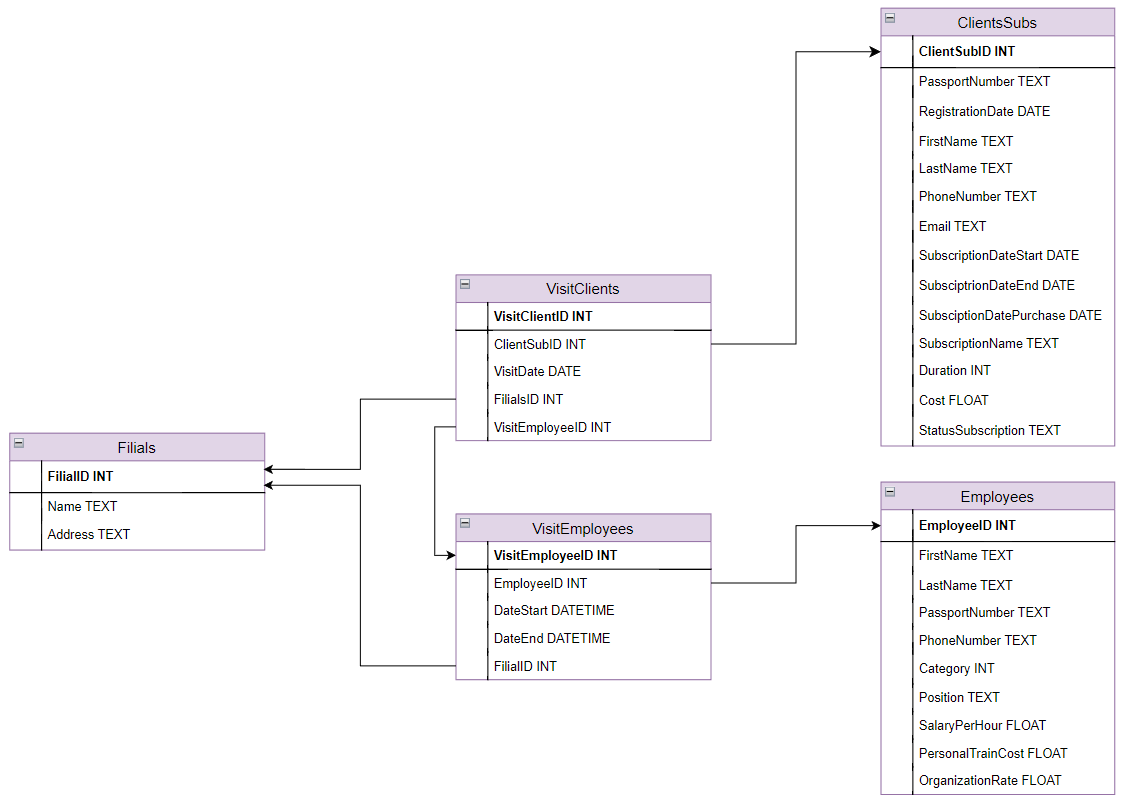 ClientsSubs
ClientSubID INT
PassportNumber TEXT
RegistrationDate DATE
FirstName TEXT
LastName TEXT
PhoneNumber TEXT
Email TEXT
SubscriptionDateStart DATE
SubsciptrionDateEnd DATE
SubsciptionDatePurchase DATE
SubscriptionName TEXT
Duration INT
Cost FLOAT
StatusSubscription TEXT
VisitClients
VisitClientID INT
ClientSubID INT
VisitDate DATE
FilialsID INT
VisitEmployeeID INT
Filials
FilialID INT
Name TEXT
Address TEXT
VisitEmployees
VisitEmployeeID INT
EmployeeID INT
DateStart DATETIME
DateEnd DATETIME
FilialID INT
Employees
EmployeeID INT
FirstName TEXT
LastName TEXT
PassportNumber TEXT
PhoneNumber TEXT
Category INT
Position TEXT
SalaryPerHour FLOAT
PersonalTrainCost FLOAT
OrganizationRate FLOAT